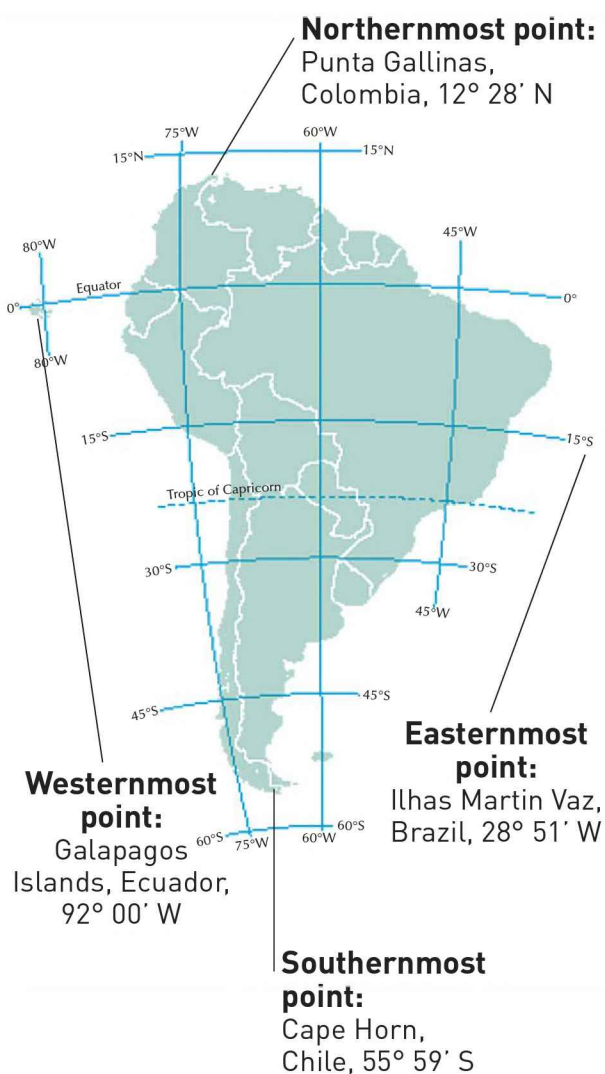 Northernmost point:
Punta Gallinas,
Colombia, 12° 28’ N
75°W
60°W
15°N
15°N
80°W
45°W
Equator
0°
0°
80°W
15°S
15°S
Tropic of Capricorn
30°S
30°S
45°W
45°S
45°S
Easternmost
point:
Ilhas Martin Vaz,
Brazil, 28° 51’ W
Westernmost
point:
Galapagos
Islands, Ecuador,
92° 00’ W
60°S
75°W
60°W
60°S
Southernmost
point:
Cape Horn,
Chile, 55° 59’ S